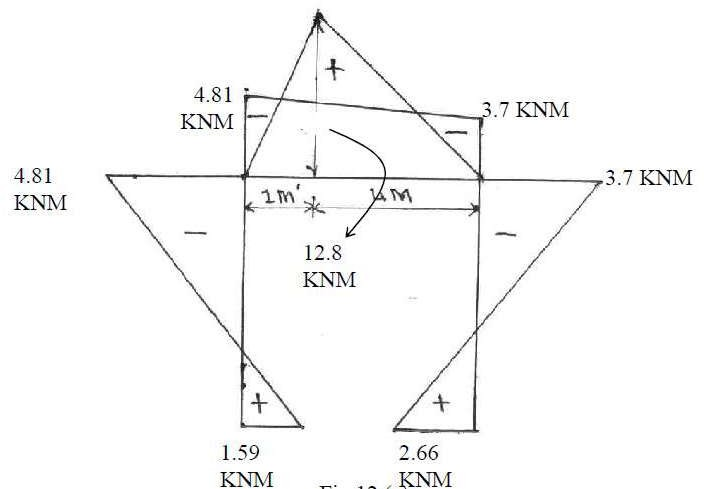 +
4.81
KNM
3.7 KNM
−
−
4.81
KNM
3.7 KNM
1m
4M
−
−
12.8
KNM
+
+
1.59
KNM
2.66
KNM